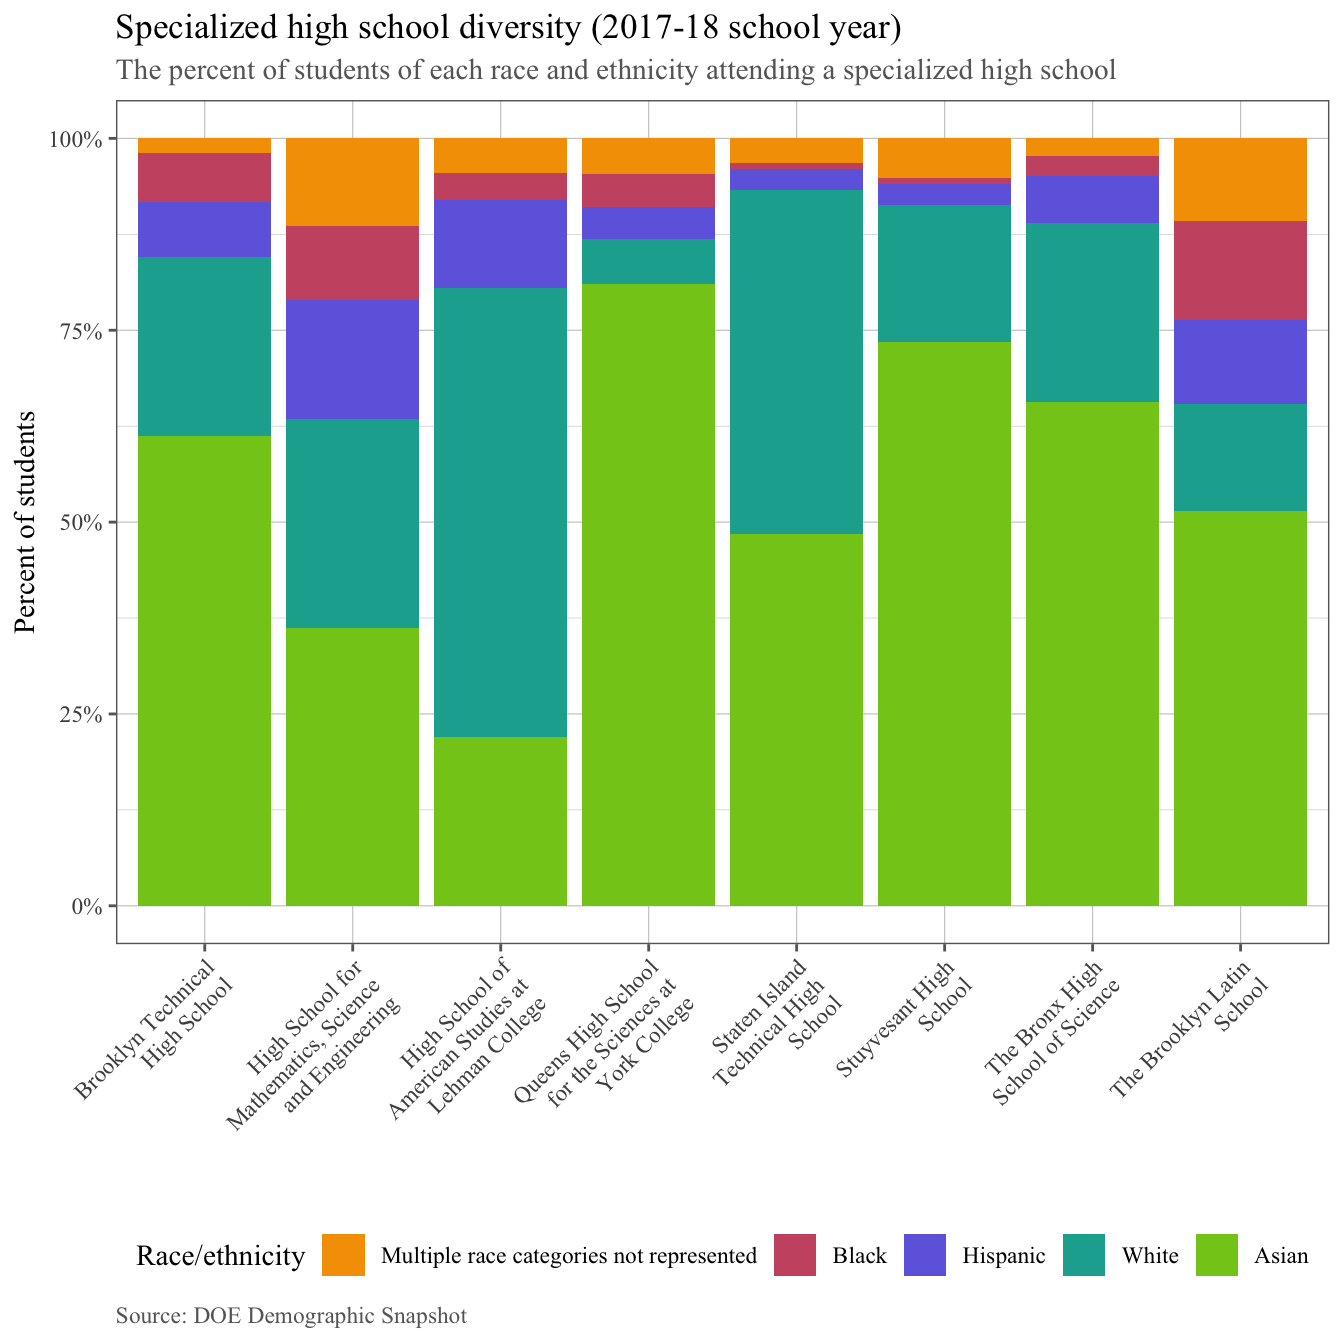 Specialized high school diversity (2017-18 school year)
The percent of students of each race and ethnicity attending a specialized high school
Percent of students
100%
75%
50%
25%
0%
Brooklyn Technical
High School
High School for
Mathematics, Science
and Engineering
High School of
American Studies at
Lehman College
Queens High School
for the Sciences at
York College
Staten Island
Technical High
School
Stuyvesant High
School
The Bronx High
School of Science
The Brooklyn Latin
School
Race/ethnicity
Multiple race categories not represented
Black
Hispanic
White
Asian
Source: DOE Demographic Snapshot